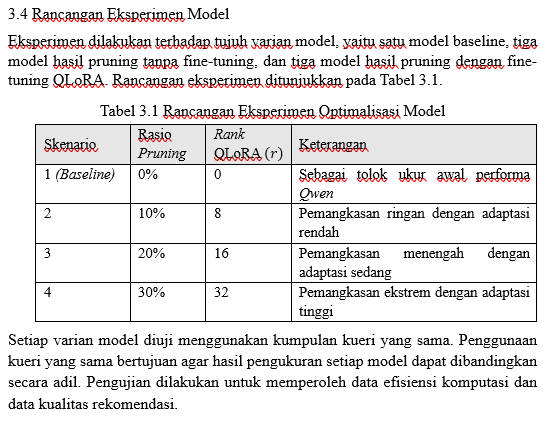 3.4 Rancangan Eksperimen Model
Eksperimen dilakukan terhadap tujuh varian model, yaitu satu model baseline, tiga
model hasil pruning tanpa fine-tuning, dan tiga model hasil pruning dengan fine-
tuning QLoRA. Rancangan eksperimen ditunjukkan pada Tabel 3.1.
Tabel 3.1 Rancangan Eksperimen Optimalisasi Model
Skenario Rasio Pruning Rank QLoRA (r) Keterangan
1 (Baseline) 0% 0 Sebagai tolok ukur awal performa
Qwen
2 10% 8 Pemangkasan ringan dengan adaptasi
rendah
3 20% 16 Pemangkasan menengah dengan
adaptasi sedang
4 30% 32 Pemangkasan ekstrem dengan adaptasi
tinggi
Setiap varian model diuji menggunakan kumpulan kueri yang sama. Penggunaan
kueri yang sama bertujuan agar hasil pengukuran setiap model dapat dibandingkan
secara adil. Pengujian dilakukan untuk memperoleh data efisiensi komputasi dan
data kualitas rekomendasi.